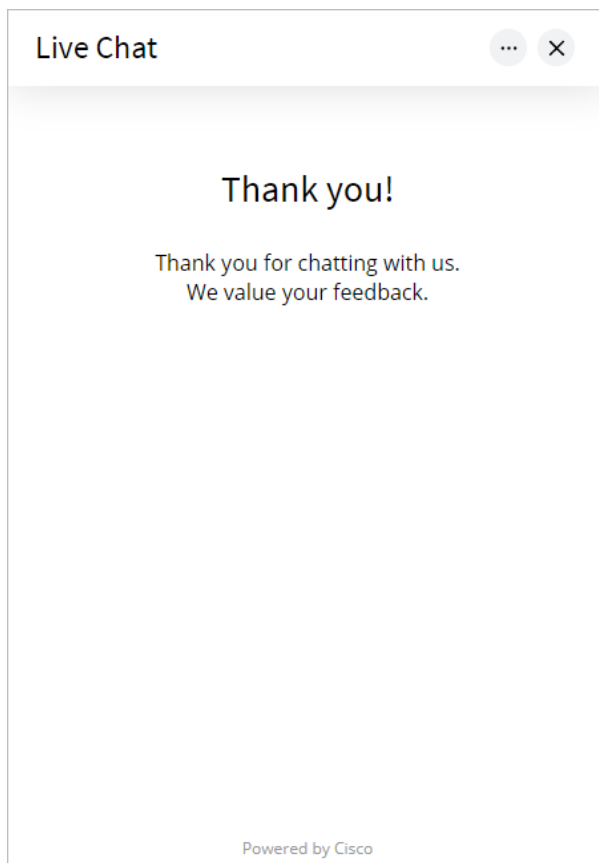 Live Chat
Thank you!
Thank you for chatting with us.
We value your feedback.
Powered by Cisco